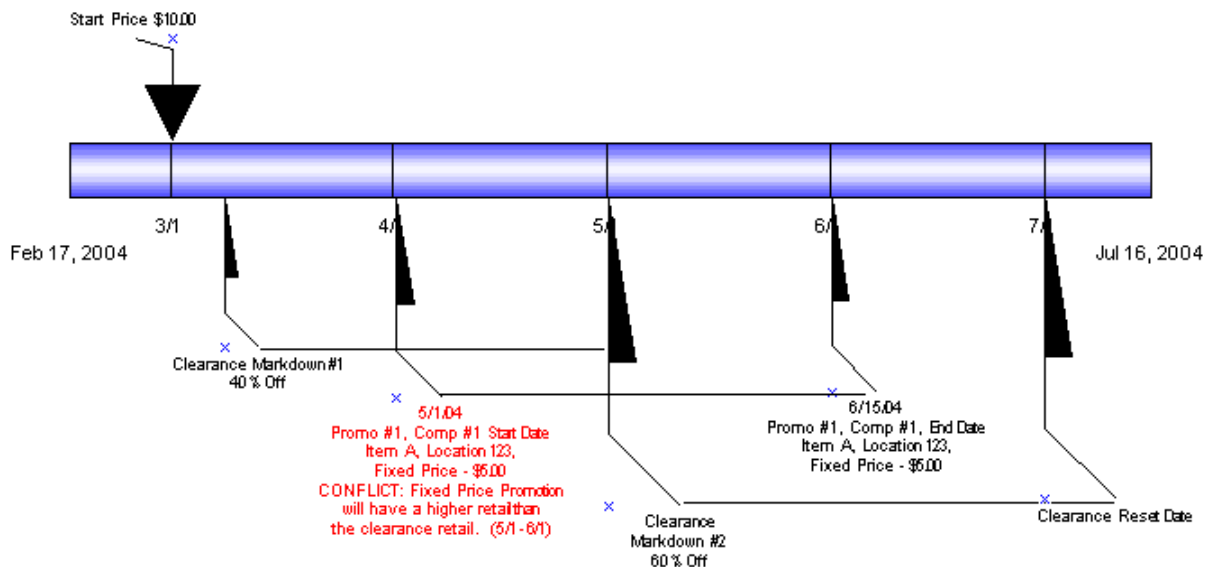 Start Price $10.00
3/1
4/
5/
6/
7/
Feb 17, 2004
Jul 16, 2004
Clearance Markdown #1
40% Off
5/1/04
Promo #1, Comp #1 Start Date
Item A, Location 123,
Fixed Price - $5.00
CONFLICT: Fixed Price Promotion
will have a higher retailthan
the clearance retail. (5/1-6/1)
6/15/04
Promo #1, Comp #1, End Date
Item A, Location 123,
Fixed Price - $5.00
Clearance
Markdown #2
60% Off
Clearance Reset Date